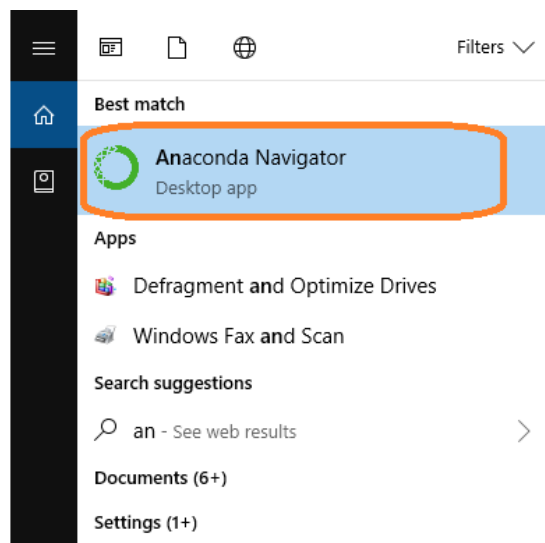 Filters
Best match
Anaconda Navigator
Desktop app
Apps
Defragment and Optimize Drives
Windows Fax and Scan
Search suggestions
an - See web results
Documents (6+)
Settings (1+)